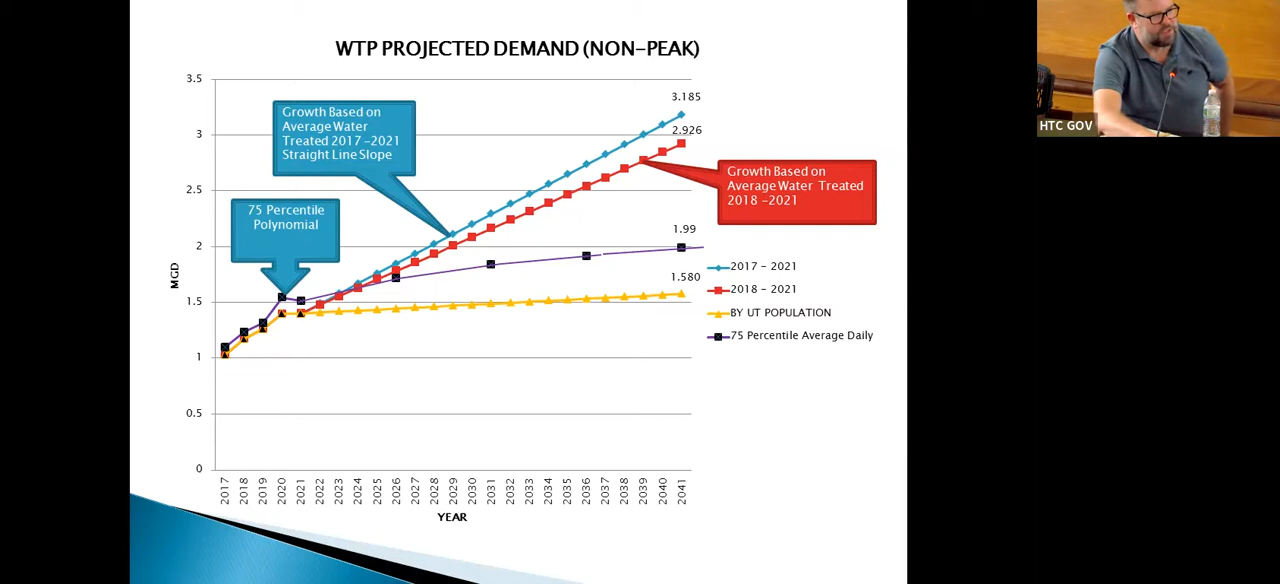 WTP PROJECTED DEMAND (NON-PEAK)
3.5
3
2.5
2
1.5
1
0.5
0
MGD
Growth Based on
Average Water
Treated 2017 -2021
Straight Line Slope
75 Percentile
Polynomial
3.185
2.926
1.99
1.580
Growth Based on
Average Water Treated
2018 -2021
2017 - 2021
2018 - 2021
BY UT POPULATION
75 Percentile Average Daily
2017 2018 2019 2020 2021 2022 2023 2024 2025 2026 2027 2028 2029 2030 2031 2032 2033 2034 2035 2036 2037 2038 2039 2040 2041
YEAR
HTC GOV